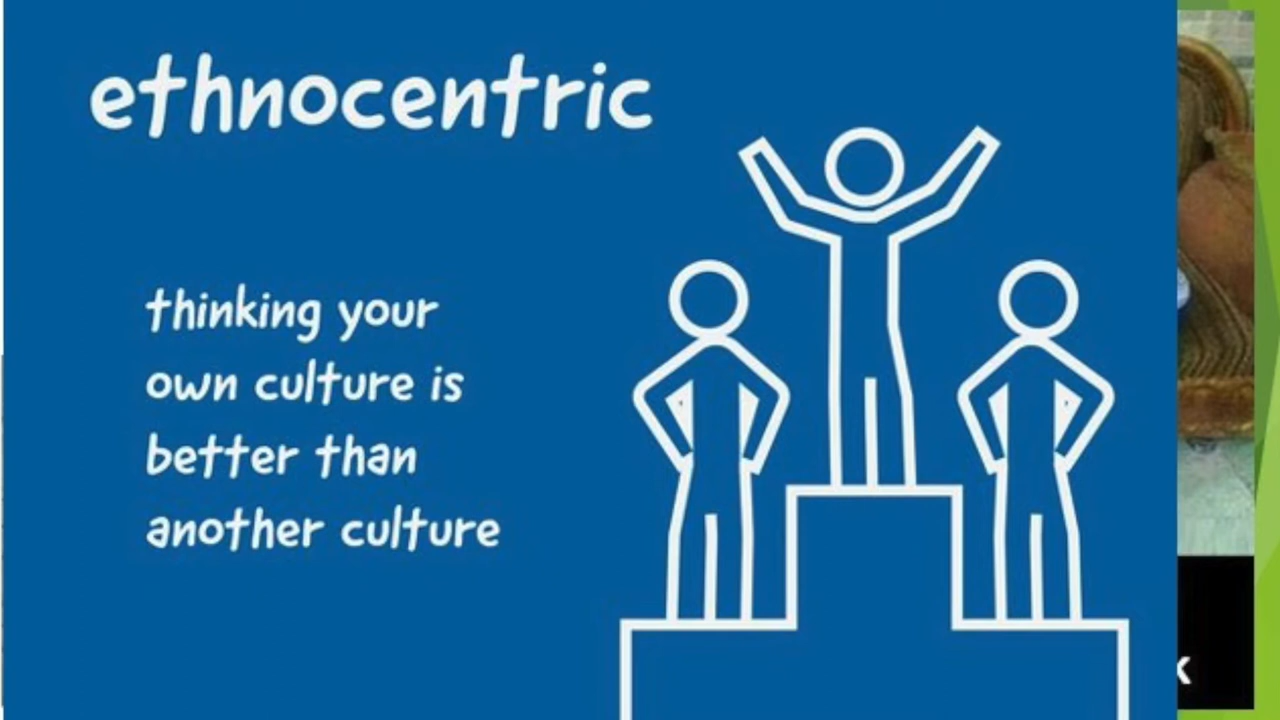 ethnocentric
thinking your
own culture is
better than
another culture